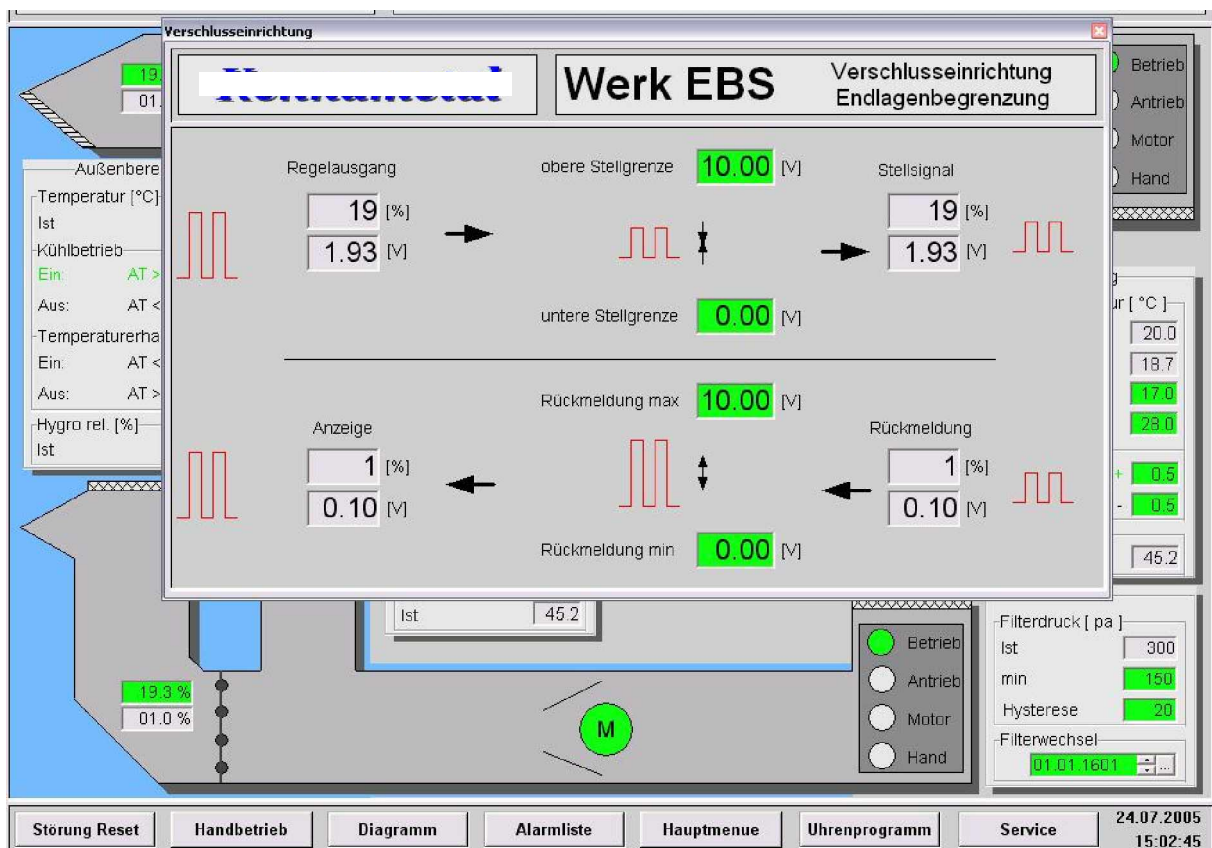 Verschlusseinrichtung
Werk EBS
Verschlusseinrichtung
Endlagenbegrenzung
Regelausgang
19 [%]
1.93 [V]
obere Stellgrenze 10.00 [V]
untere Stellgrenze 0.00 [V]
Stellsignal
19 [%]
1.93 [V]
Anzeige
1 [%]
0.10 [V]
Rückmeldung max 10.00 [V]
Rückmeldung min 0.00 [V]
Rückmeldung
1 [%]
0.10 [V]
19.
01.
Außenbere
Temperatur [°C]
Ist
Kühlbetrieb
Ein: AT >
Aus: AT <
Temperaturerha
Ein: AT <
Aus: AT >
Hygro rel. [%]
Ist
Betrieb
Antrieb
Motor
Hand
ur [ °C ]
20.0
18.7
17.0
28.0
+ 0.5
- 0.5
45.2
Ist 45.2
19.3 %
01.0 %
M
Betrieb
Antrieb
Motor
Hand
Filterdruck [ pa ]
Ist 300
min 150
Hysterese 20
Filterwechsel
01.01.1601 ...
Störung Reset
Handbetrieb
Diagramm
Alarmliste
Hauptmenue
Uhrenprogramm
Service
24.07.2005
15:02:45